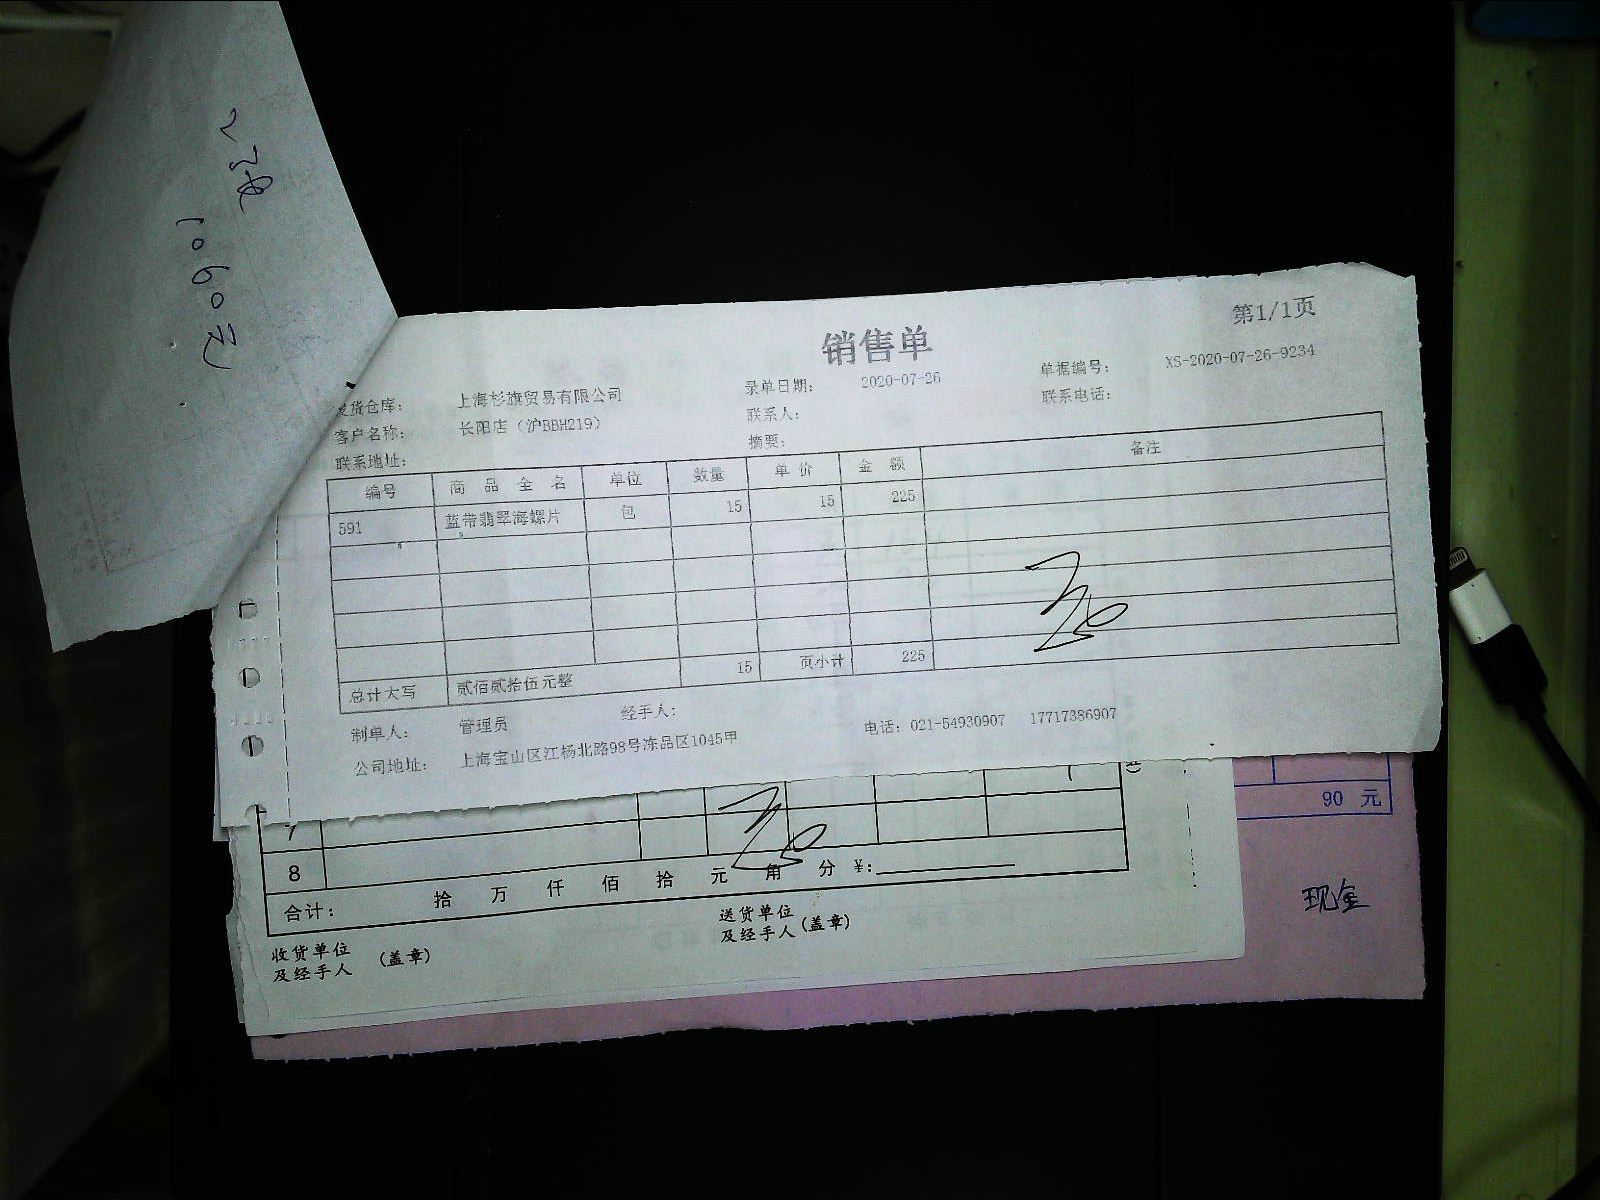 2张
1060元
第1/1页
销售单
发货仓库: 上海杉旗贸易有限公司 录单日期: 2020-07-26 单据编号: XS-2020-07-26-9234
客户名称: 长阳店（沪BBH219） 联系人: 联系电话:
联系地址: 摘要:
编号 商品全名 单位 数量 单价 金额 备注
591 蓝带翡翠海螺片 包 15 15 225
总计大写 贰佰贰拾伍元整 15 页小计 225
制单人: 管理员 经手人:
公司地址: 上海宝山区江杨北路98号冻品区1045甲 电话: 021-54930907 17717386907
7
8
90 元
合计: 拾 万 仟 佰 拾 元 角 分 ¥:
现金
收货单位及经手人 (盖章) 送货单位及经手人 (盖章)